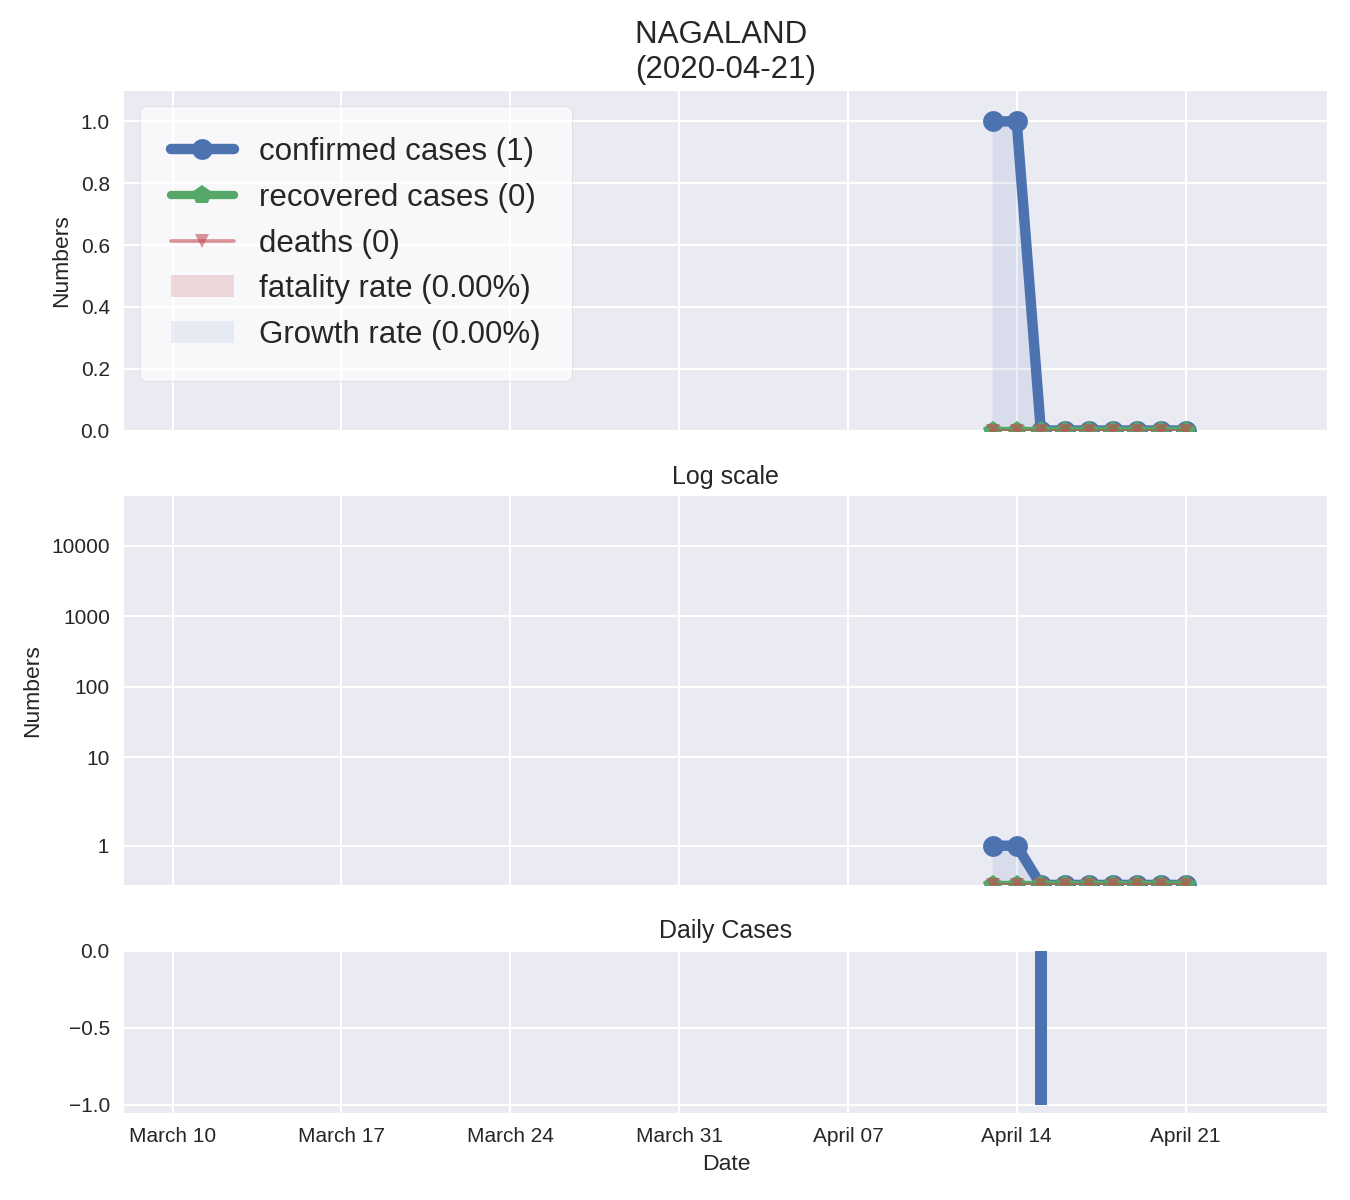 NAGALAND
(2020-04-21)
1.0
0.8
0.6
0.4
0.2
0.0
Numbers
confirmed cases (1)
recovered cases (0)
deaths (0)
fatality rate (0.00%)
Growth rate (0.00%)
Log scale
10000
1000
100
10
1
Numbers
Daily Cases
0.0
−0.5
−1.0
March 10 March 17 March 24 March 31 April 07 April 14 April 21
Date